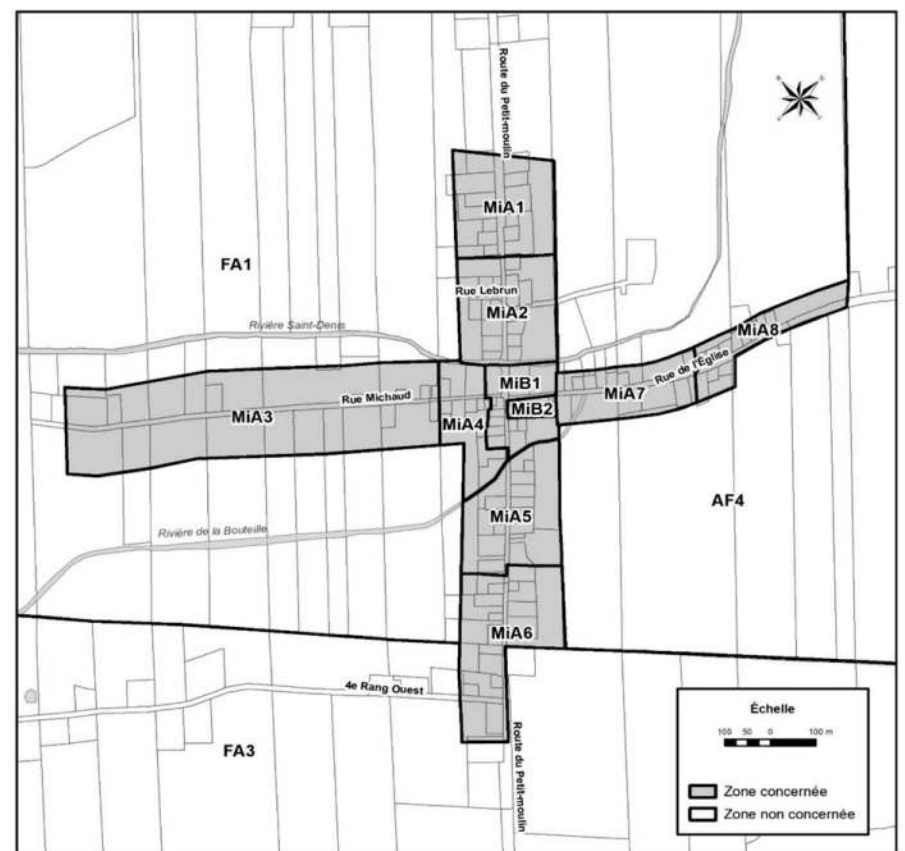 Route du Petit-moulin
MiA1
FA1
Rue Lebrun
MiA2
Rivière Saint-Denis
MiA8
Rue de l'Église
MiB1
MiA7
Rue Michaud
MiA3
MiB2
MiA4
AF4
MiA5
Rivière de la Bouteille
MiA6
4e Rang Ouest
FA3
Route du Petit-moulin
Échelle
100 50 0 100 m
Zone concernée
Zone non concernée